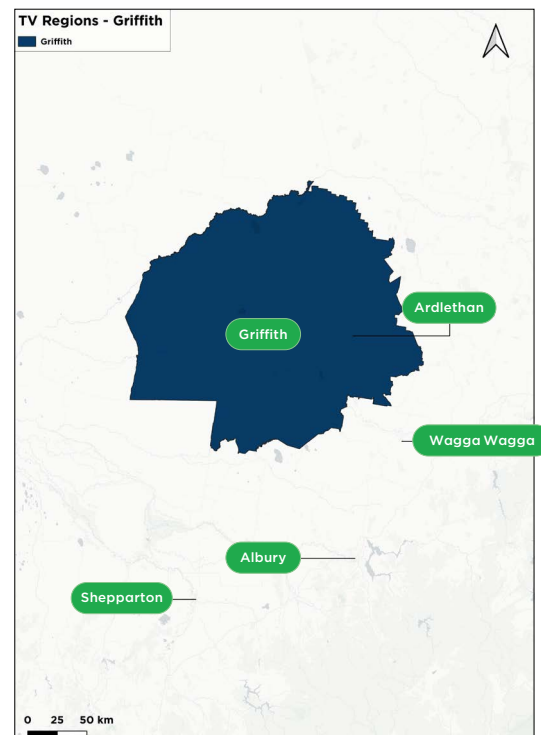 TV Regions - Griffith
Griffith
Ardlethan
Griffith
Wagga Wagga
Albury
Shepparton
0 25 50 km